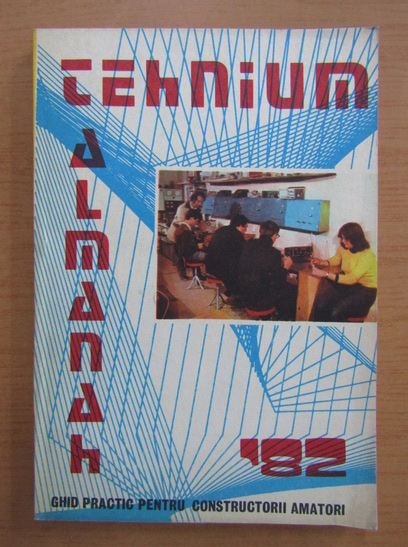 tehnium
almanah
'82
GHID PRACTIC PENTRU CONSTRUCTORII AMATORI